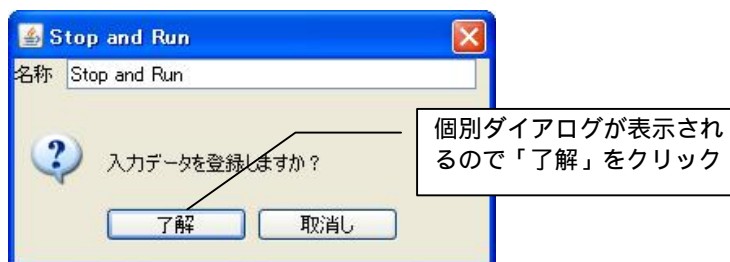 Stop and Run
名称 Stop and Run
個別ダイアログが表示され
るので「了解」をクリック
入力データを登録しますか？
了解 取消し